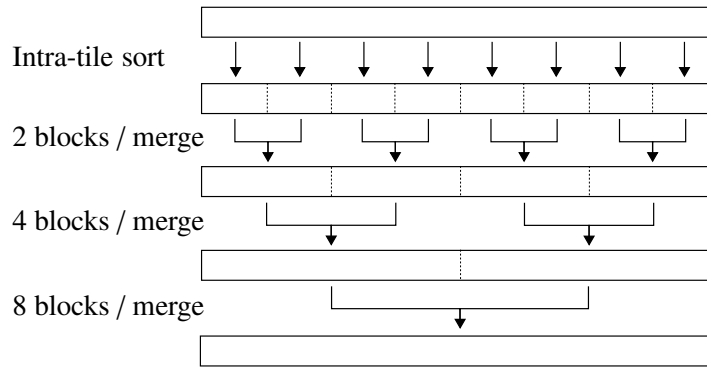 Intra-tile sort
2 blocks / merge
4 blocks / merge
8 blocks / merge